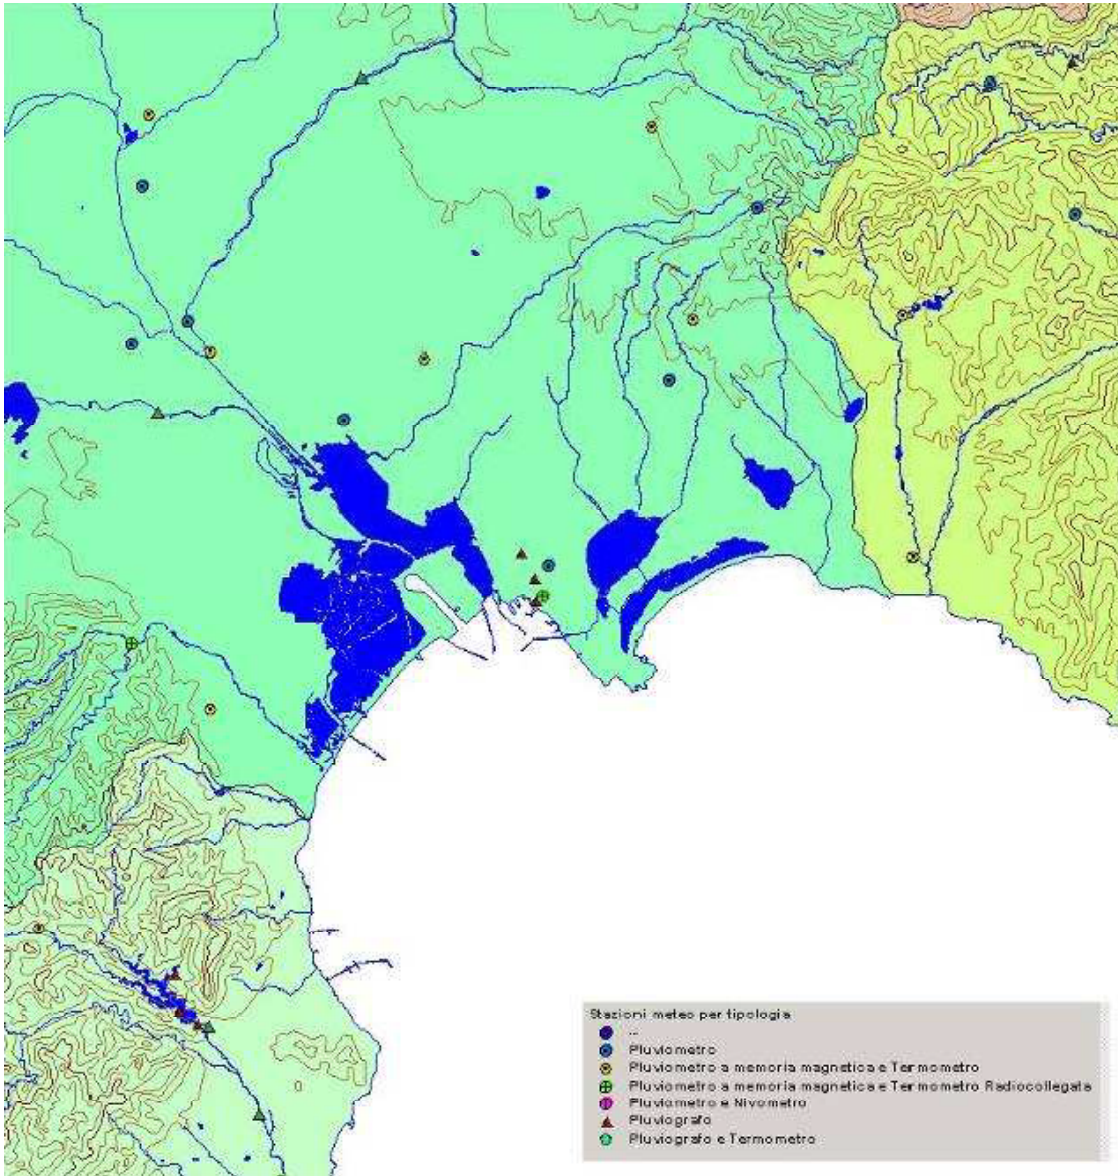 Stazioni meteo per tipologia
...
Pluviometro
Pluviometro a memoria magnetica e Termometro
Pluviometro a memoria magnetica e Termometro Radiocollegata
Pluviometro e Nivometro
Pluviografo
Pluviografo e Termometro